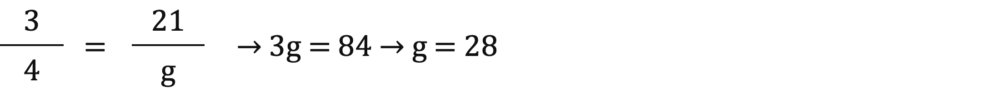 3/4 = 21/g → 3g = 84 → g = 28